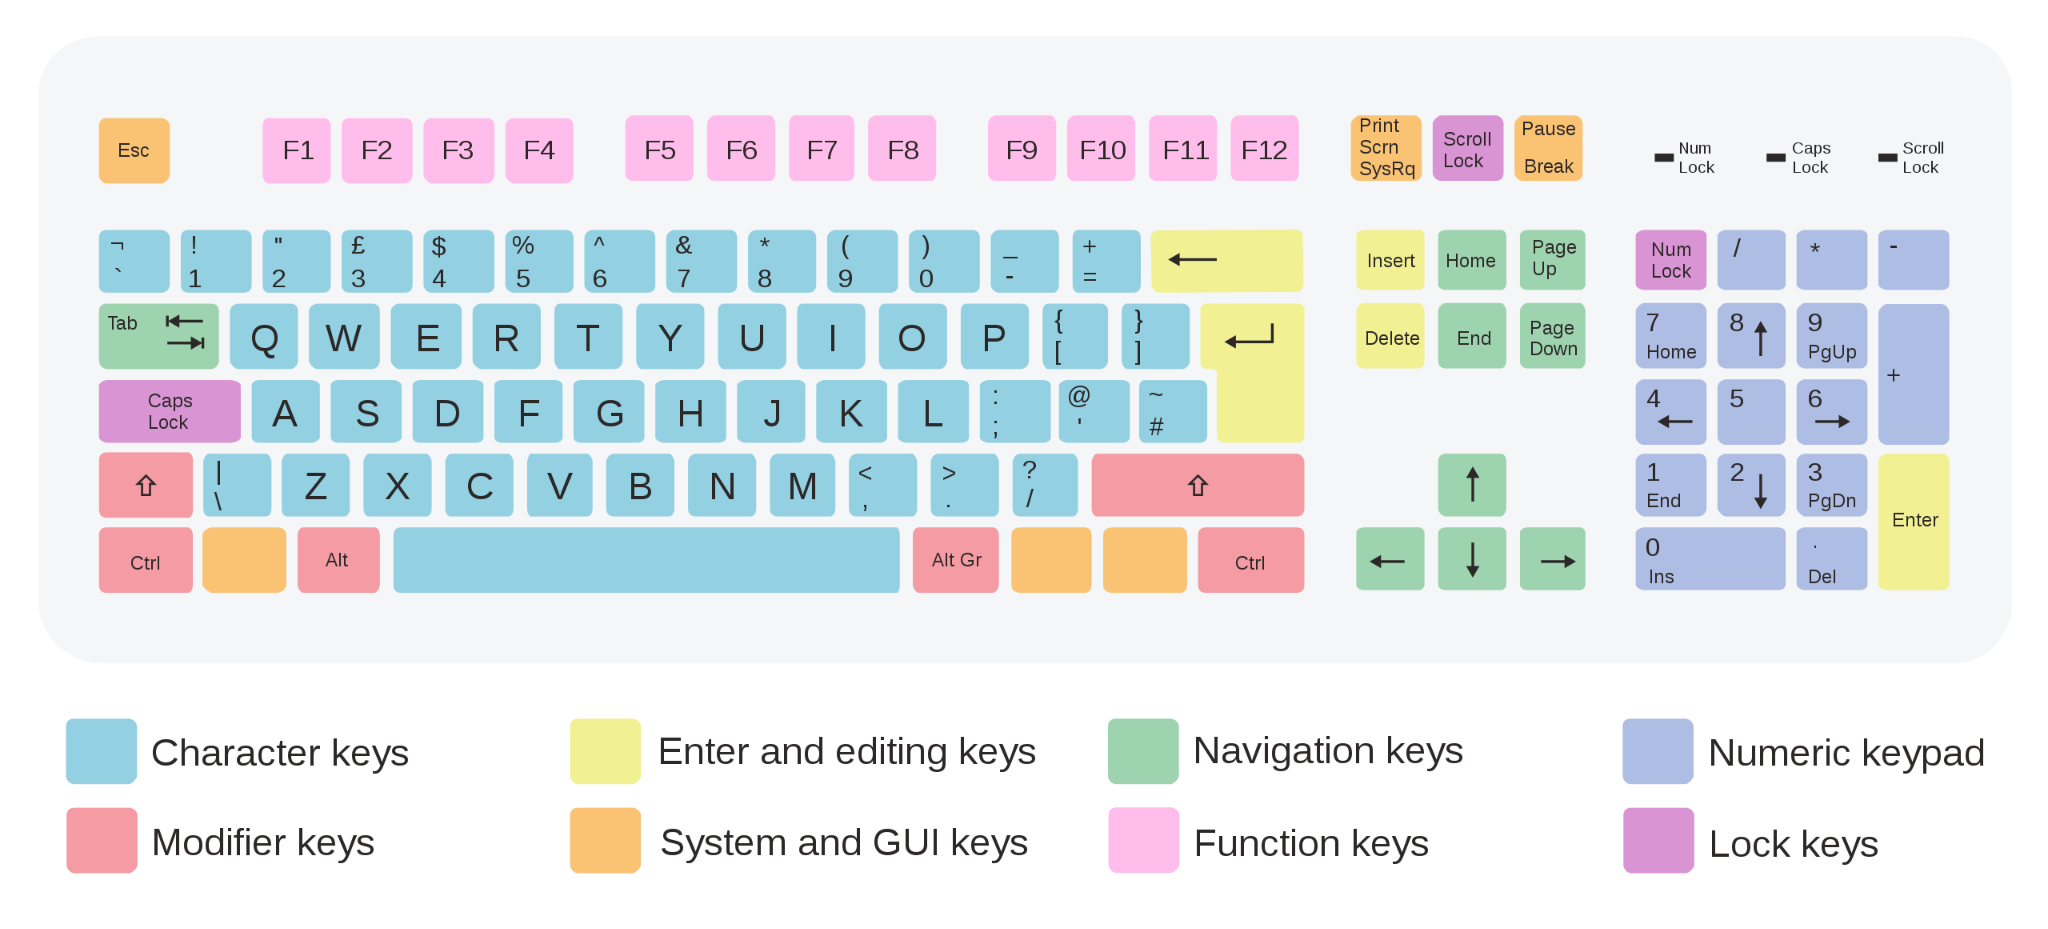 Esc F1 F2 F3 F4 F5 F6 F7 F8 F9 F10 F11 F12
Print
Scrn
SysRq
Scroll
Lock
Pause
Break
Num
Lock
Caps
Lock
Scroll
Lock
¬ ! " £ $ % ^ & * ( ) _ +
` 1 2 3 4 5 6 7 8 9 0 - =
Insert Home
Page
Up
Num
Lock
/ * -
Tab Q W E R T Y U I O P
{ }
[ ]
Delete End
Page
Down
7 8 9
Home PgUp
+
Caps
Lock
A S D F G H J K L
: @ ~
; ' #
4 5 6
|
\
Z X C V B N M
< > ?
, . /
1 2 3
End PgDn
Enter
Ctrl Alt Alt Gr Ctrl
0 .
Ins Del
Character keys
Enter and editing keys
Navigation keys
Numeric keypad
Modifier keys
System and GUI keys
Function keys
Lock keys